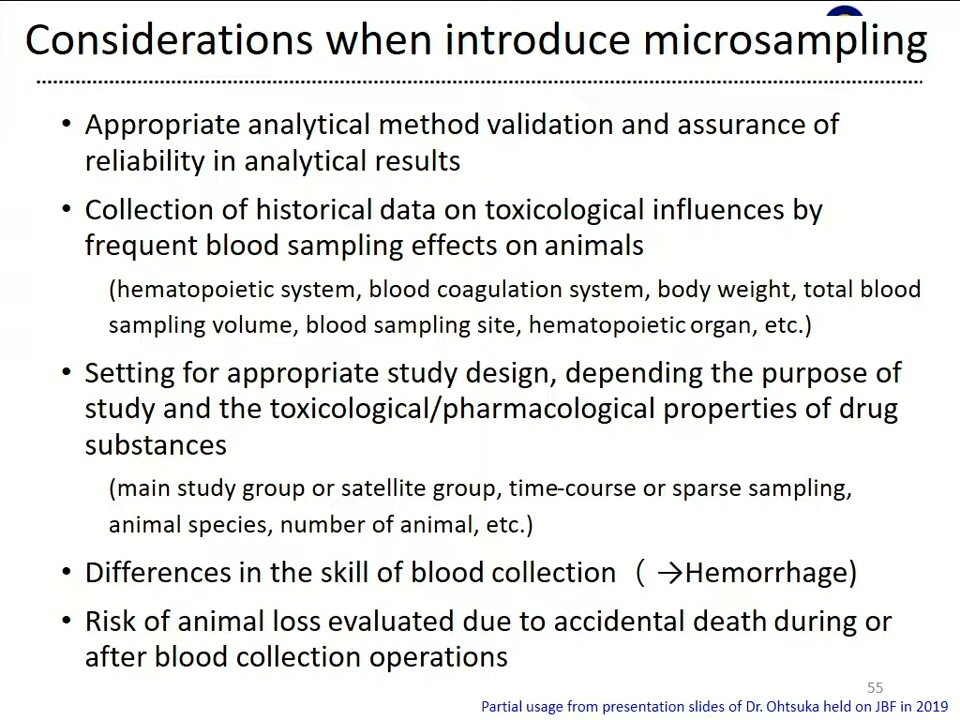 Considerations when introduce microsampling
• Appropriate analytical method validation and assurance of
reliability in analytical results
• Collection of historical data on toxicological influences by
frequent blood sampling effects on animals
(hematopoietic system, blood coagulation system, body weight, total blood
sampling volume, blood sampling site, hematopoietic organ, etc.)
• Setting for appropriate study design, depending the purpose of
study and the toxicological/pharmacological properties of drug
substances
(main study group or satellite group, time-course or sparse sampling,
animal species, number of animal, etc.)
• Differences in the skill of blood collection （ →Hemorrhage)
• Risk of animal loss evaluated due to accidental death during or
after blood collection operations
55
Partial usage from presentation slides of Dr. Ohtsuka held on JBF in 2019